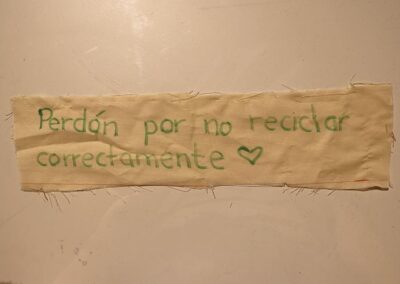 Perdón por no reciclar
correctamente ♡